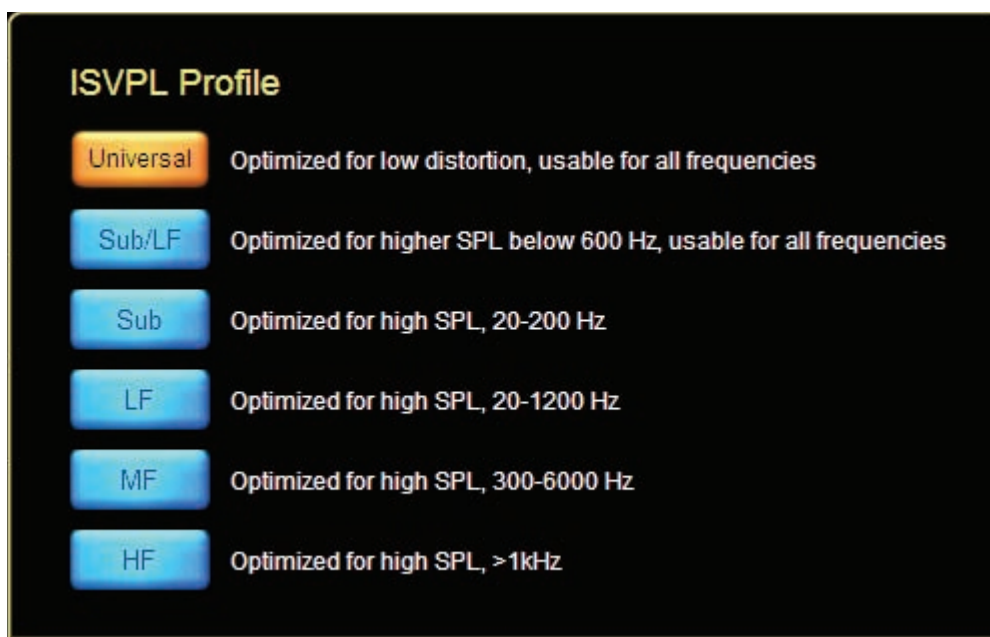 ISVPL Profile
Universal Optimized for low distortion, usable for all frequencies
Sub/LF Optimized for higher SPL below 600 Hz, usable for all frequencies
Sub Optimized for high SPL, 20-200 Hz
LF Optimized for high SPL, 20-1200 Hz
MF Optimized for high SPL, 300-6000 Hz
HF Optimized for high SPL, >1kHz